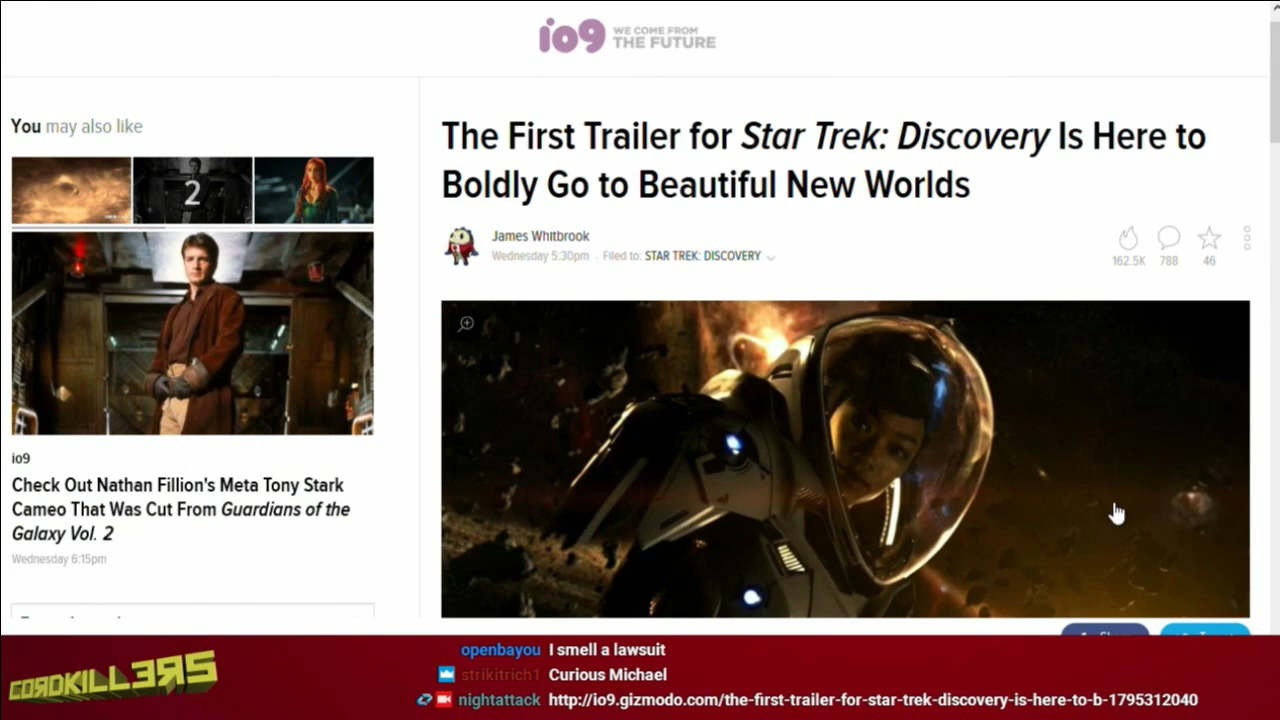 io9 WE COME FROM
THE FUTURE
You may also like
2
io9
Check Out Nathan Fillion's Meta Tony Stark
Cameo That Was Cut From Guardians of the
Galaxy Vol. 2
Wednesday 6:15pm
The First Trailer for Star Trek: Discovery Is Here to
Boldly Go to Beautiful New Worlds
James Whitbrook
Wednesday 5:30pm - Filed to: STAR TREK: DISCOVERY
162.5K 788 46
CORDKILLERS
openbayou I smell a lawsuit
strikitrich1 Curious Michael
nightattack http://io9.gizmodo.com/the-first-trailer-for-star-trek-discovery-is-here-to-b-1795312040